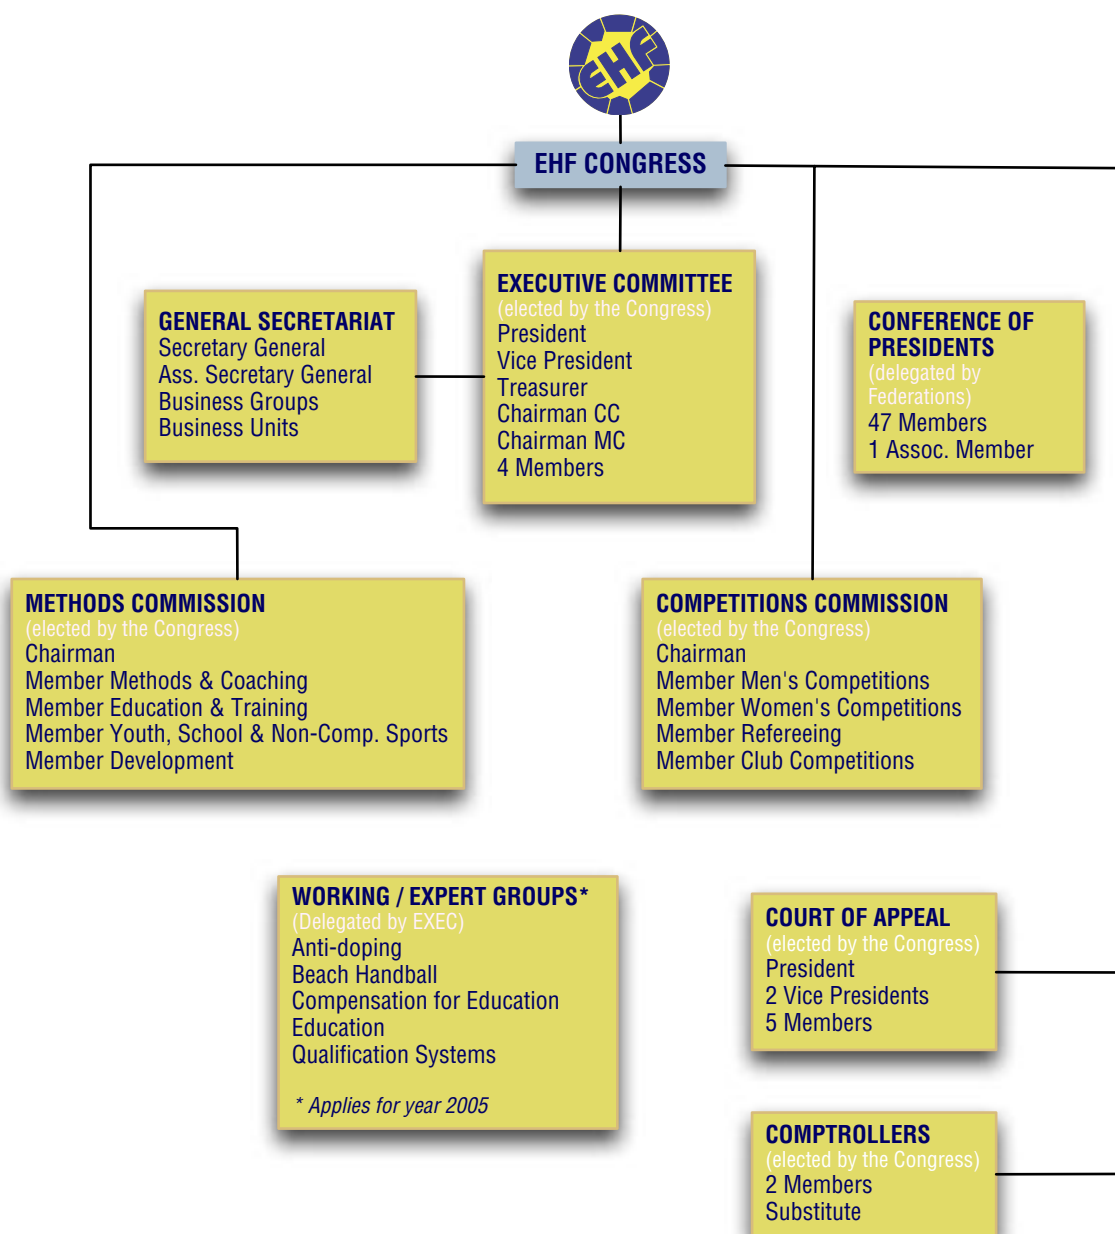 EHF
EHF CONGRESS
EXECUTIVE COMMITTEE
(elected by the Congress)
President
Vice President
Treasurer
Chairman CC
Chairman MC
4 Members
GENERAL SECRETARIAT
Secretary General
Ass. Secretary General
Business Groups
Business Units
CONFERENCE OF
PRESIDENTS
(delegated by
Federations)
47 Members
1 Assoc. Member
METHODS COMMISSION
(elected by the Congress)
Chairman
Member Methods & Coaching
Member Education & Training
Member Youth, School & Non-Comp. Sports
Member Development
COMPETITIONS COMMISSION
(elected by the Congress)
Chairman
Member Men's Competitions
Member Women's Competitions
Member Refereeing
Member Club Competitions
WORKING / EXPERT GROUPS*
(Delegated by EXEC)
Anti-doping
Beach Handball
Compensation for Education
Education
Qualification Systems
* Applies for year 2005
COURT OF APPEAL
(elected by the Congress)
President
2 Vice Presidents
5 Members
COMPTROLLERS
(elected by the Congress)
2 Members
Substitute